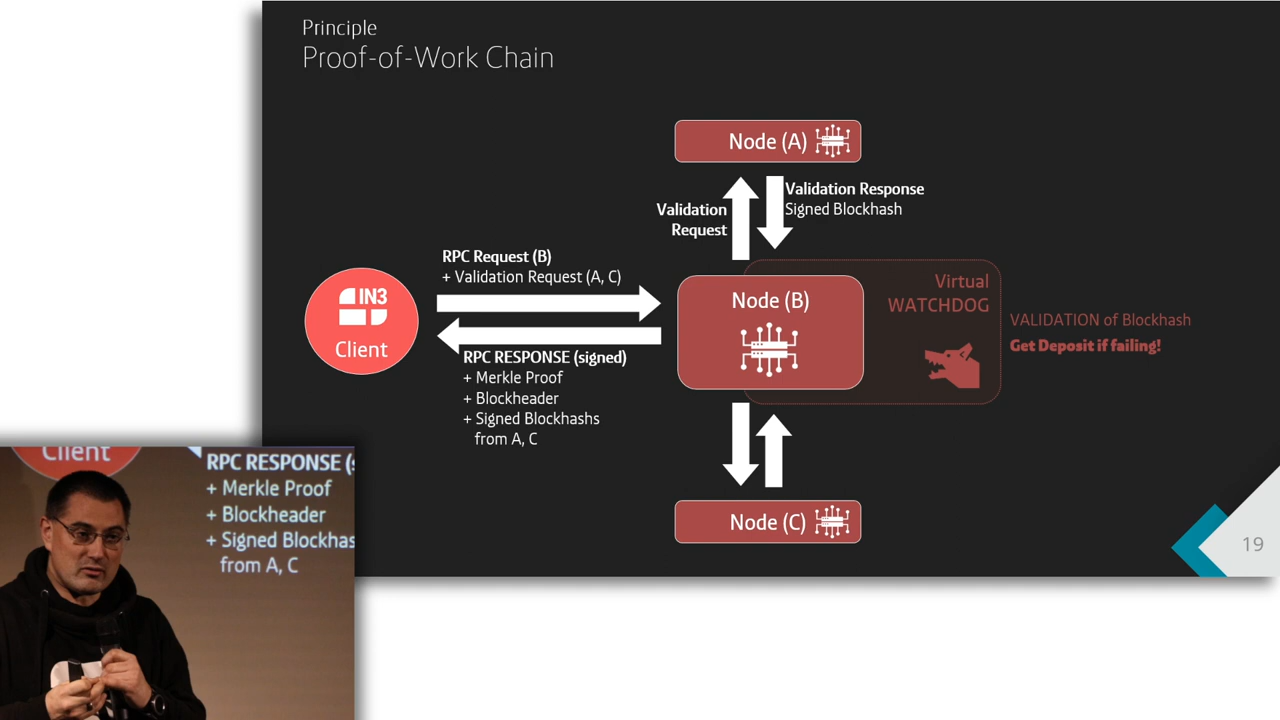 Principle
Proof-of-Work Chain
Node (A)
Validation
Request
Validation Response
Signed Blockhash
RPC Request (B)
+ Validation Request (A, C)
IN3
Client
Node (B)
Virtual
WATCHDOG
VALIDATION of Blockhash
Get Deposit if failing!
RPC RESPONSE (signed)
+ Merkle Proof
+ Blockheader
+ Signed Blockhashs
from A, C
Node (C)
19
Client
RPC RESPONSE (s
+ Merkle Proof
+ Blockheader
+ Signed Blockhas
from A, C